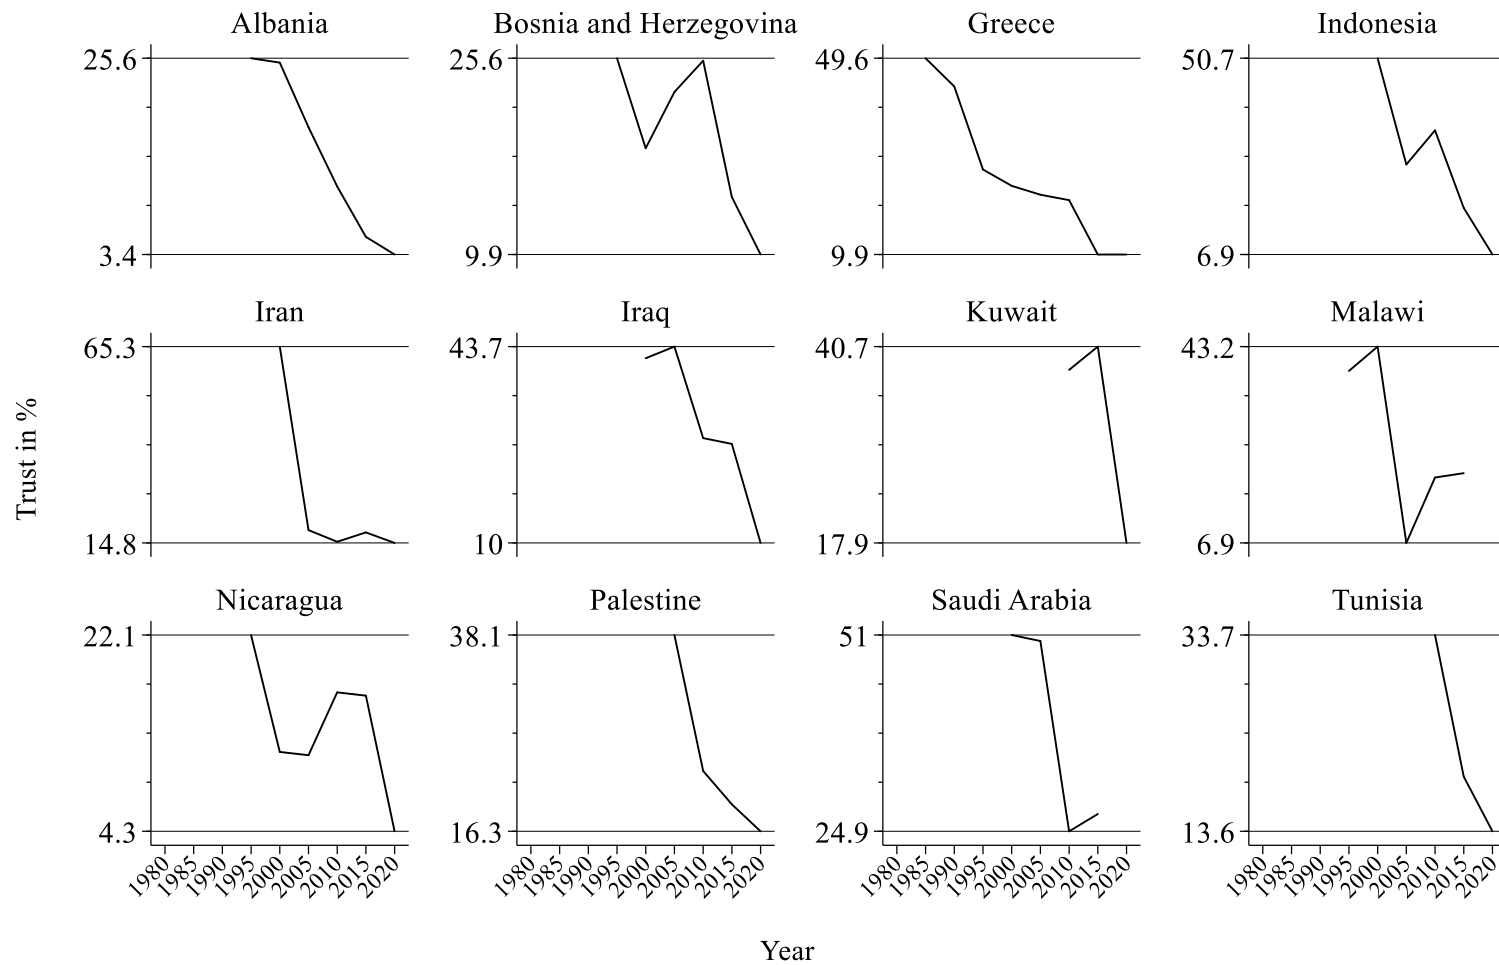 Albania Bosnia and Herzegovina Greece Indonesia
25.6 25.6 49.6 50.7
3.4 9.9 9.9 6.9
Iran Iraq Kuwait Malawi
65.3 43.7 40.7 43.2
Trust in %
14.8 10 17.9 6.9
Nicaragua Palestine Saudi Arabia Tunisia
22.1 38.1 51 33.7
4.3 16.3 24.9 13.6
1980 1985 1990 1995 2000 2005 2010 2015 2020 1980 1985 1990 1995 2000 2005 2010 2015 2020 1980 1985 1990 1995 2000 2005 2010 2015 2020 1980 1985 1990 1995 2000 2005 2010 2015 2020
Year